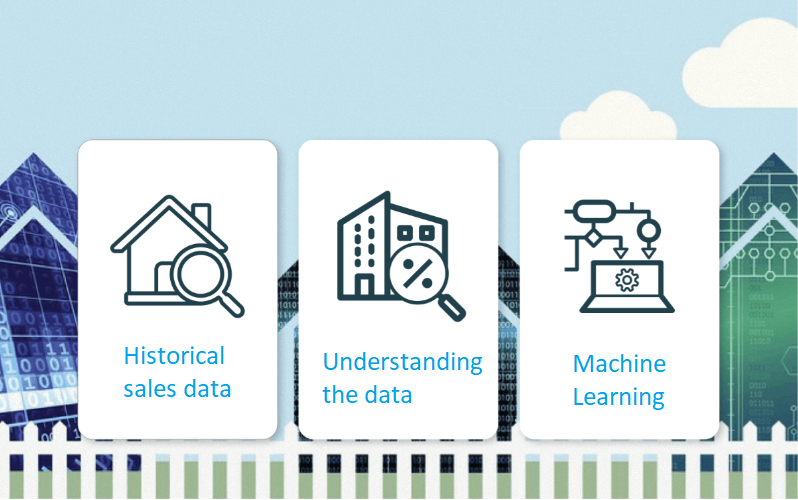 Historical
sales data
Understanding
the data
Machine
Learning